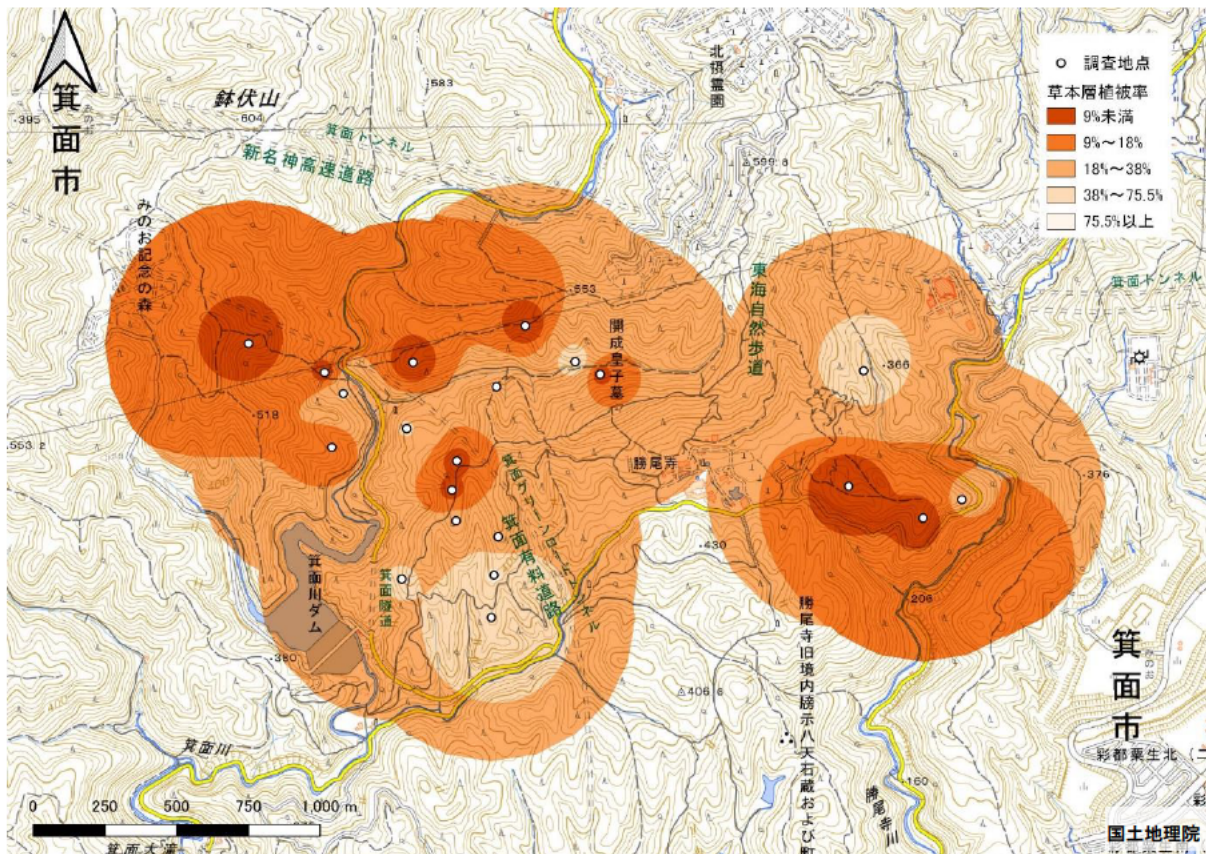 箕面市
鉢伏山
・604
・583
・395
箕面トンネル
新名神高速道路
みのお記念の森
北摂霊園
599.6
調査地点
草本層植被率
9%未満
9%～18%
18%～38%
38%～75.5%
75.5%以上
箕面トンネル
東海自然歩道
・553
開成皇子墓
・366
・518
553.2
・376
勝尾寺
箕面グリーンロードトンネル
箕面有料道路
・430
箕面川ダム
箕面隧道
・206
・380
406.6
勝尾寺旧境内牓示八天石蔵および町
箕面市
彩都粟生北（二
箕面川
・160
勝尾寺川
0 250 500 750 1,000 m
箕面大滝
国土地理院